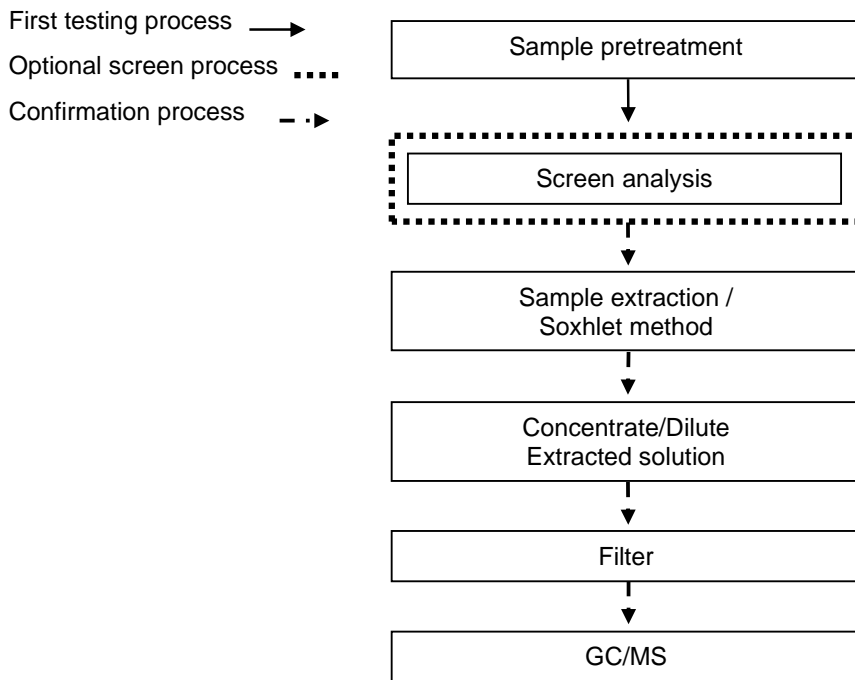 First testing process
Optional screen process
Confirmation process
Sample pretreatment
Screen analysis
Sample extraction /
Soxhlet method
Concentrate/Dilute
Extracted solution
Filter
GC/MS